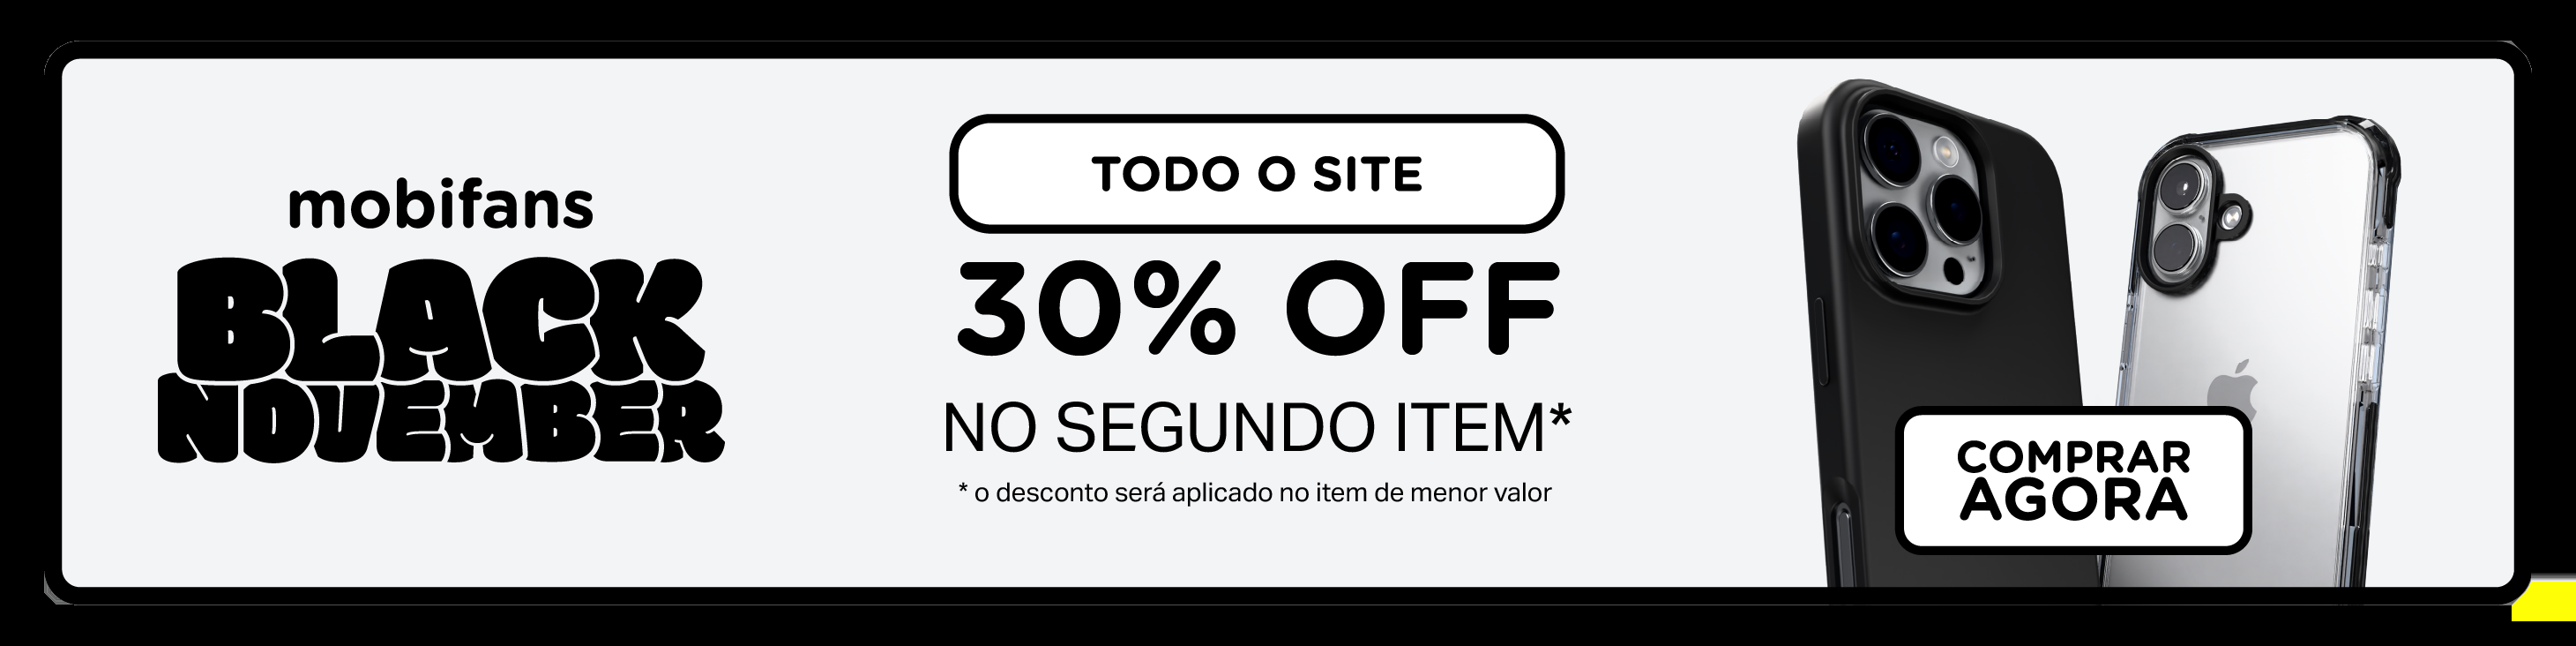 mobifans
BLACK
NOVEMBER
TODO O SITE
30% OFF
NO SEGUNDO ITEM*
* o desconto será aplicado no item de menor valor
COMPRAR
AGORA